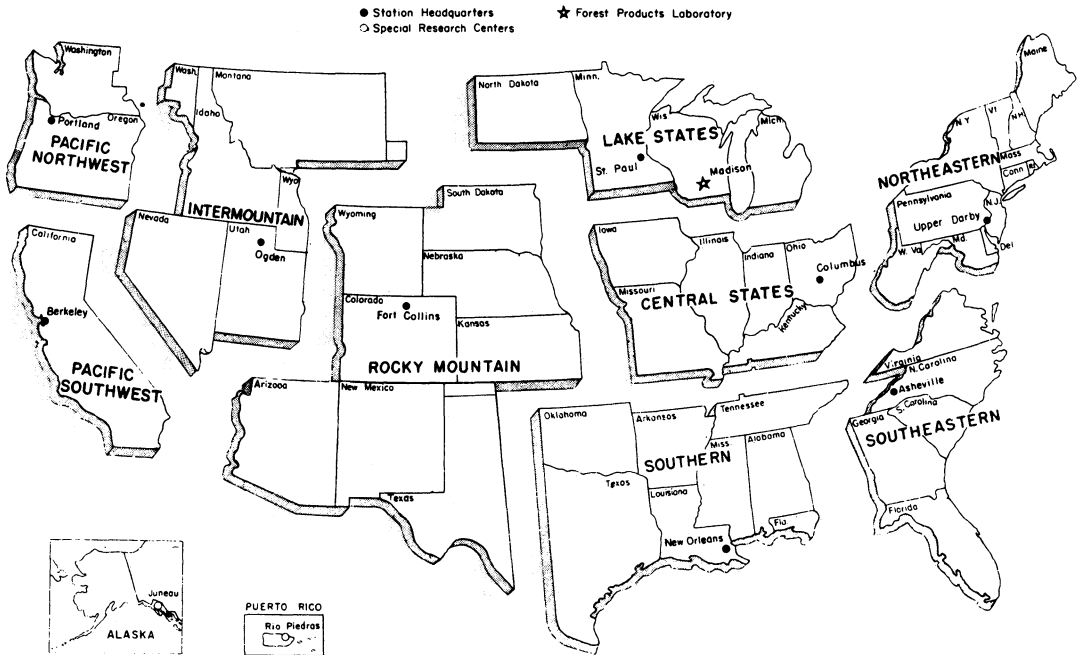 Station Headquarters
Forest Products Laboratory
Special Research Centers
Washington
Portland
Oregon
PACIFIC
NORTHWEST
Wash.
Montana
Idaho
Wyo
INTERMOUNTAIN
Nevada
Utah
Ogden
California
Berkeley
PACIFIC
SOUTHWEST
South Dakota
Wyoming
Nebraska
Colorado
Fort Collins
Kansas
ROCKY MOUNTAIN
Arizona
New Mexico
Texas
North Dakota
Minn.
Wis
Mich.
LAKE STATES
St. Paul
Madison
Iowa
Illinois
Indiana
Ohio
Columbus
Missouri
CENTRAL STATES
Kentucky
Maine
N.Y
Vt
N.H.
Mass
Conn
NORTHEASTERN
Pennsylvania
N.J.
Upper Darby
W. Va
Md.
Del
Oklahoma
Arkansas
Tennessee
Miss.
Alabama
SOUTHERN
Texas
Louisiana
Fla
New Orleans
Virginia
N. Carolina
Asheville
S. Carolina
Georgia
SOUTHEASTERN
Florida
Juneau
ALASKA
PUERTO RICO
Rio Piedras